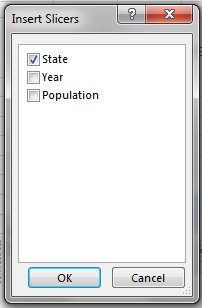 Insert Slicers
?
State
Year
Population
OK
Cancel